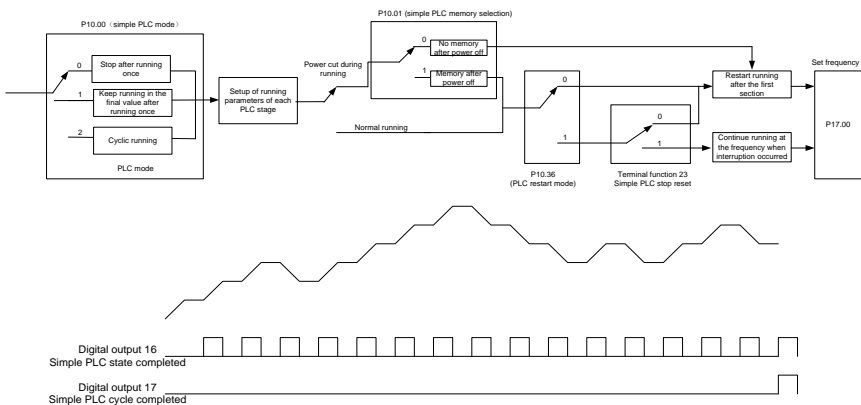 P10.00（simple PLC mode）
0
Stop after running
once
1
Keep running in the
final value after
running once
2
Cyclic running
PLC mode
Setup of running
parameters of each
PLC stage
Power cut during
running
Normal running
P10.01 (simple PLC memory selection)
0
No memory
after power off
1
Memory after
power off
0
1
P10.36
(PLC restart mode)
0
1
Terminal function 23
Simple PLC stop reset
Restart running
after the first
section
Continue running at
the frequency when
interruption occurred
Set frequency
P17.00
Digital output 16
Simple PLC state completed
Digital output 17
Simple PLC cycle completed